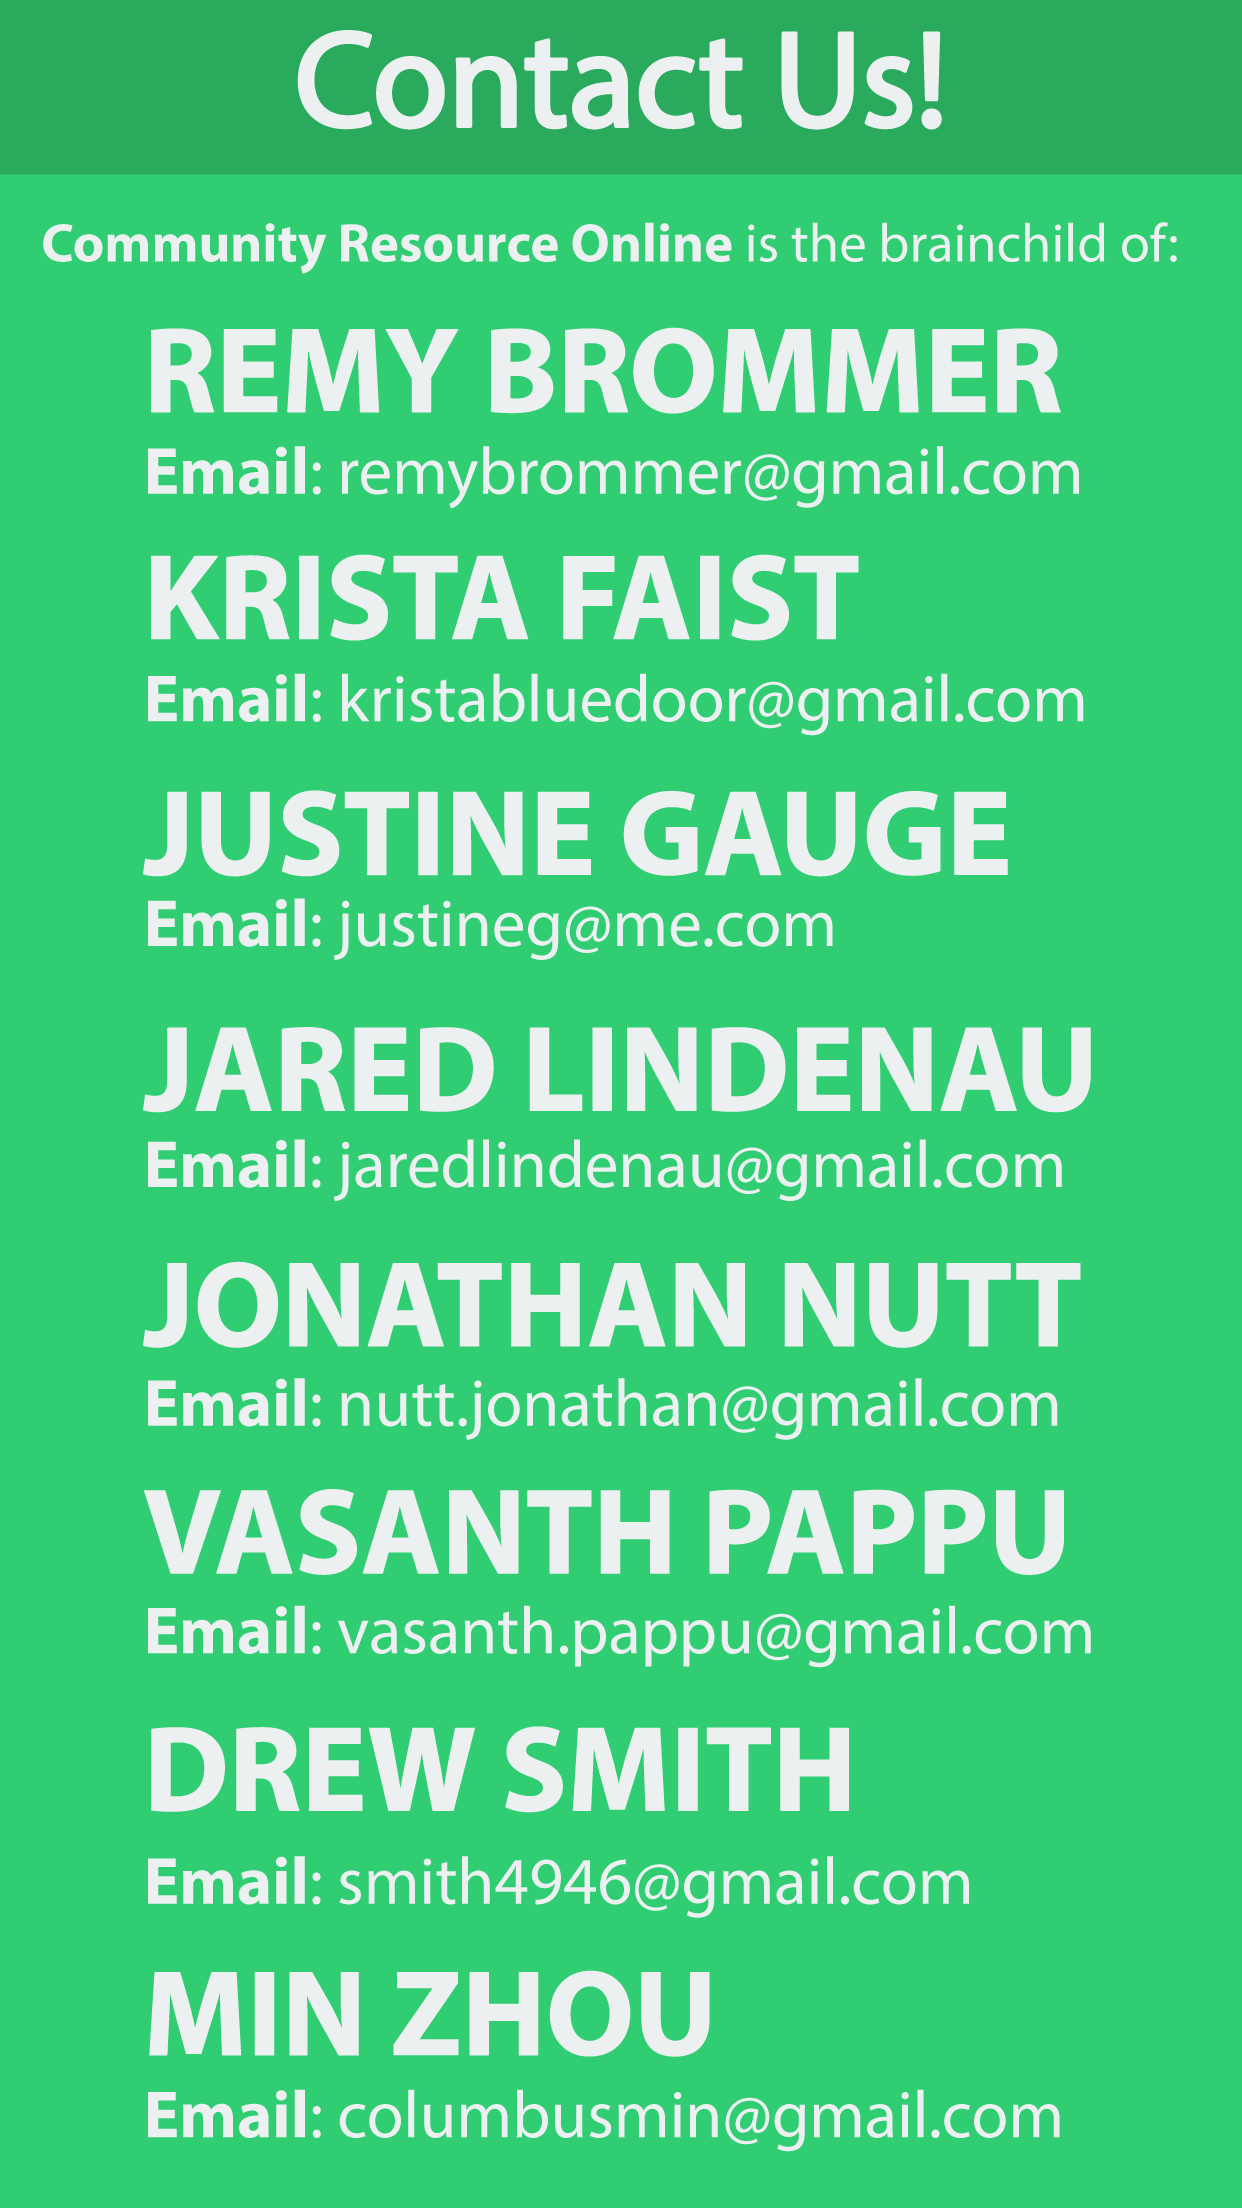 Contact Us!
Community Resource Online is the brainchild of:
REMY BROMMER
Email: remybrommer@gmail.com
KRISTA FAIST
Email: kristabluedoor@gmail.com
JUSTINE GAUGE
Email: justineg@me.com
JARED LINDENAU
Email: jaredlindenau@gmail.com
JONATHAN NUTT
Email: nutt.jonathan@gmail.com
VASANTH PAPPU
Email: vasanth.pappu@gmail.com
DREW SMITH
Email: smith4946@gmail.com
MIN ZHOU
Email: columbusmin@gmail.com